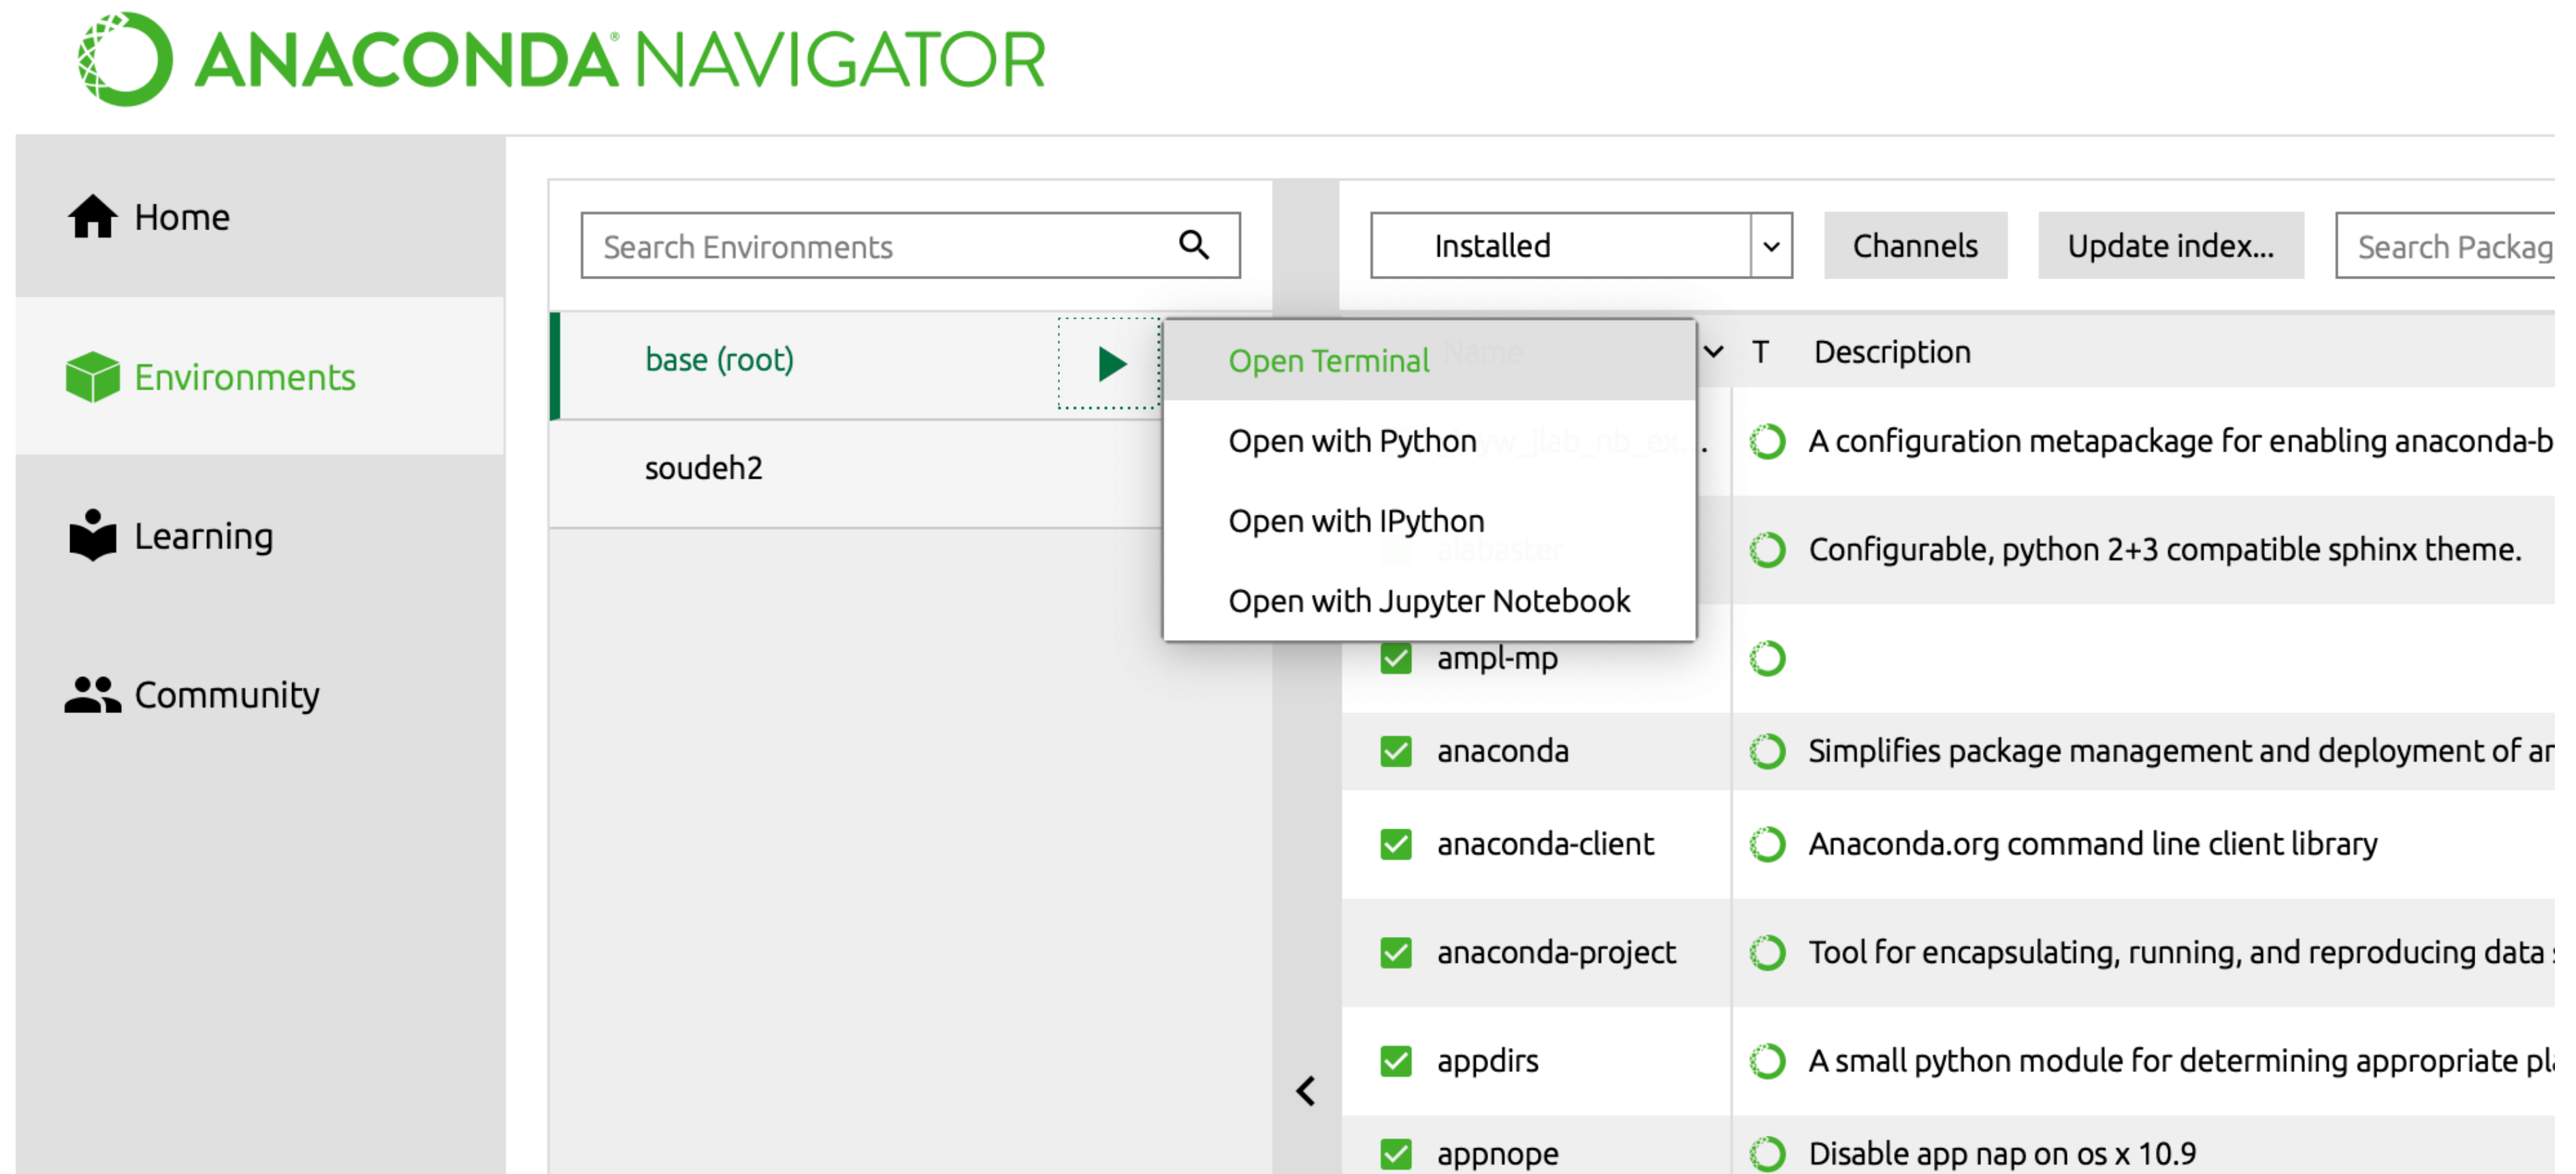 ANACONDA® NAVIGATOR
Home
Environments
Learning
Community
Search Environments
base (root)
soudeh2
Open Terminal
Open with Python
Open with IPython
Open with Jupyter Notebook
Installed
Channels
Update index...
Search Packag
Name T Description
yw_jlab_nb_ex. . A configuration metapackage for enabling anaconda-b
alabaster Configurable, python 2+3 compatible sphinx theme.
ampl-mp
anaconda Simplifies package management and deployment of ar
anaconda-client Anaconda.org command line client library
anaconda-project Tool for encapsulating, running, and reproducing data
appdirs A small python module for determining appropriate pl
appnope Disable app nap on os x 10.9